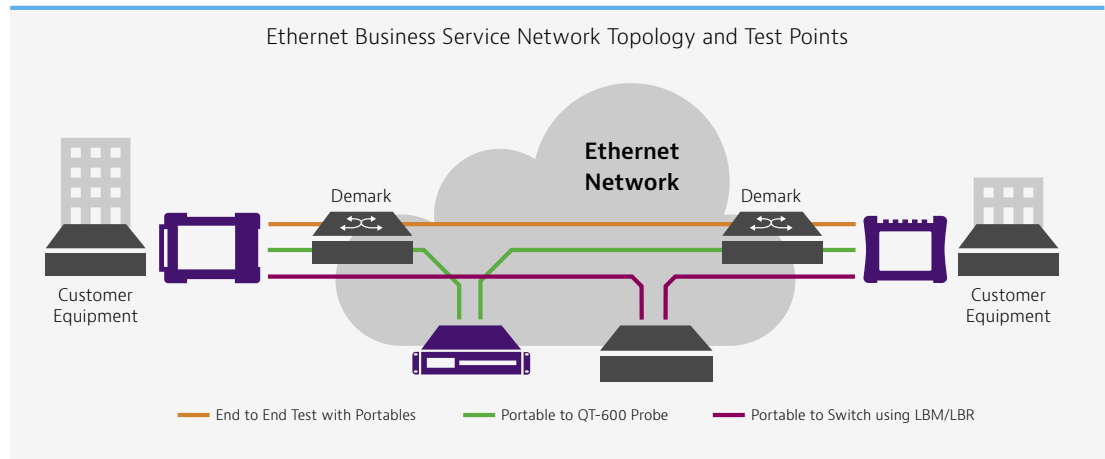 Ethernet Business Service Network Topology and Test Points
Ethernet
Network
Demark
Demark
Customer
Equipment
Customer
Equipment
End to End Test with Portables
Portable to QT-600 Probe
Portable to Switch using LBM/LBR